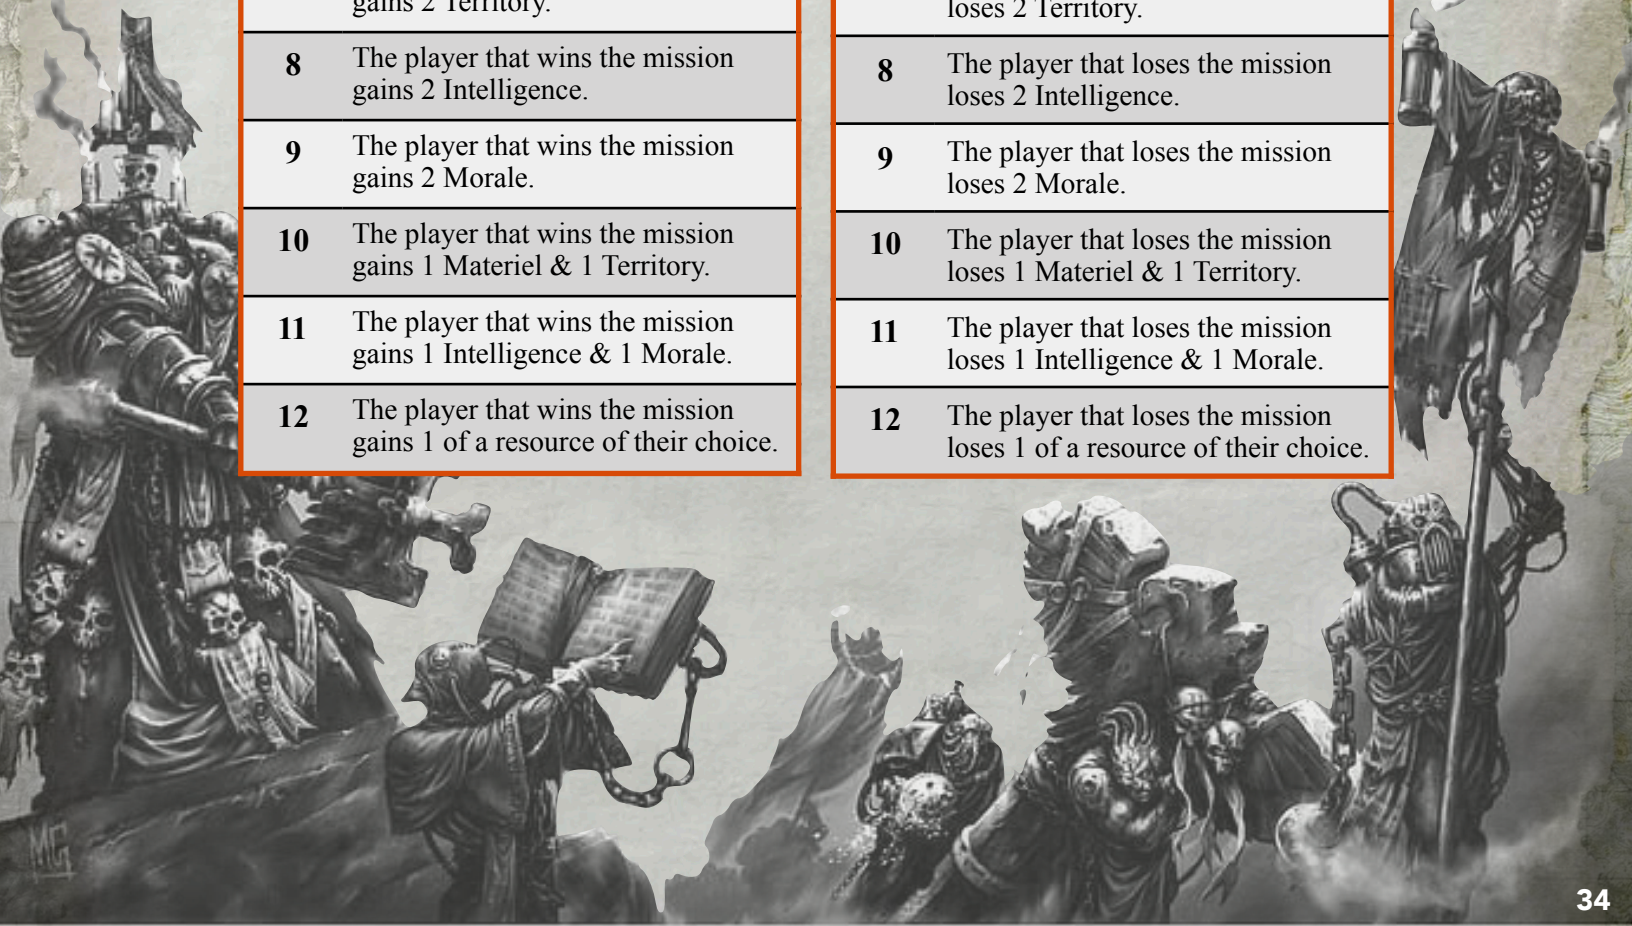 gains 2 Territory.
8 The player that wins the mission
gains 2 Intelligence.
9 The player that wins the mission
gains 2 Morale.
10 The player that wins the mission
gains 1 Materiel & 1 Territory.
11 The player that wins the mission
gains 1 Intelligence & 1 Morale.
12 The player that wins the mission
gains 1 of a resource of their choice.
loses 2 Territory.
8 The player that loses the mission
loses 2 Intelligence.
9 The player that loses the mission
loses 2 Morale.
10 The player that loses the mission
loses 1 Materiel & 1 Territory.
11 The player that loses the mission
loses 1 Intelligence & 1 Morale.
12 The player that loses the mission
loses 1 of a resource of their choice.
MG
34